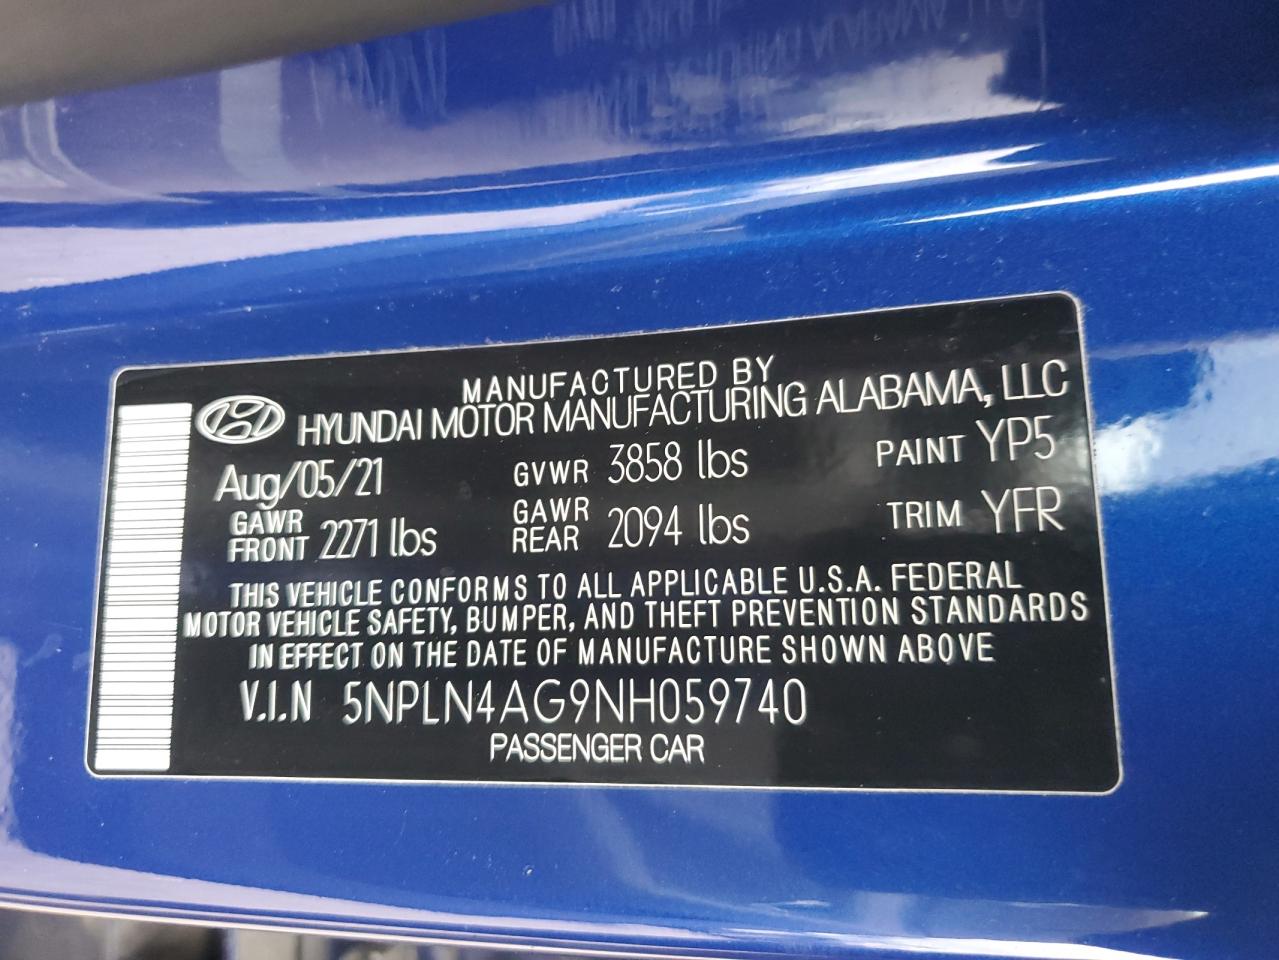 MANUFACTURED BY
HYUNDAI MOTOR MANUFACTURING ALABAMA, LLC
Aug/05/21 GVWR 3858 lbs PAINT YP5
GAWR FRONT 2271 lbs GAWR REAR 2094 lbs TRIM YFR
THIS VEHICLE CONFORMS TO ALL APPLICABLE U.S.A. FEDERAL
MOTOR VEHICLE SAFETY, BUMPER, AND THEFT PREVENTION STANDARDS
IN EFFECT ON THE DATE OF MANUFACTURE SHOWN ABOVE
V.I.N 5NPLN4AG9NH059740
PASSENGER CAR